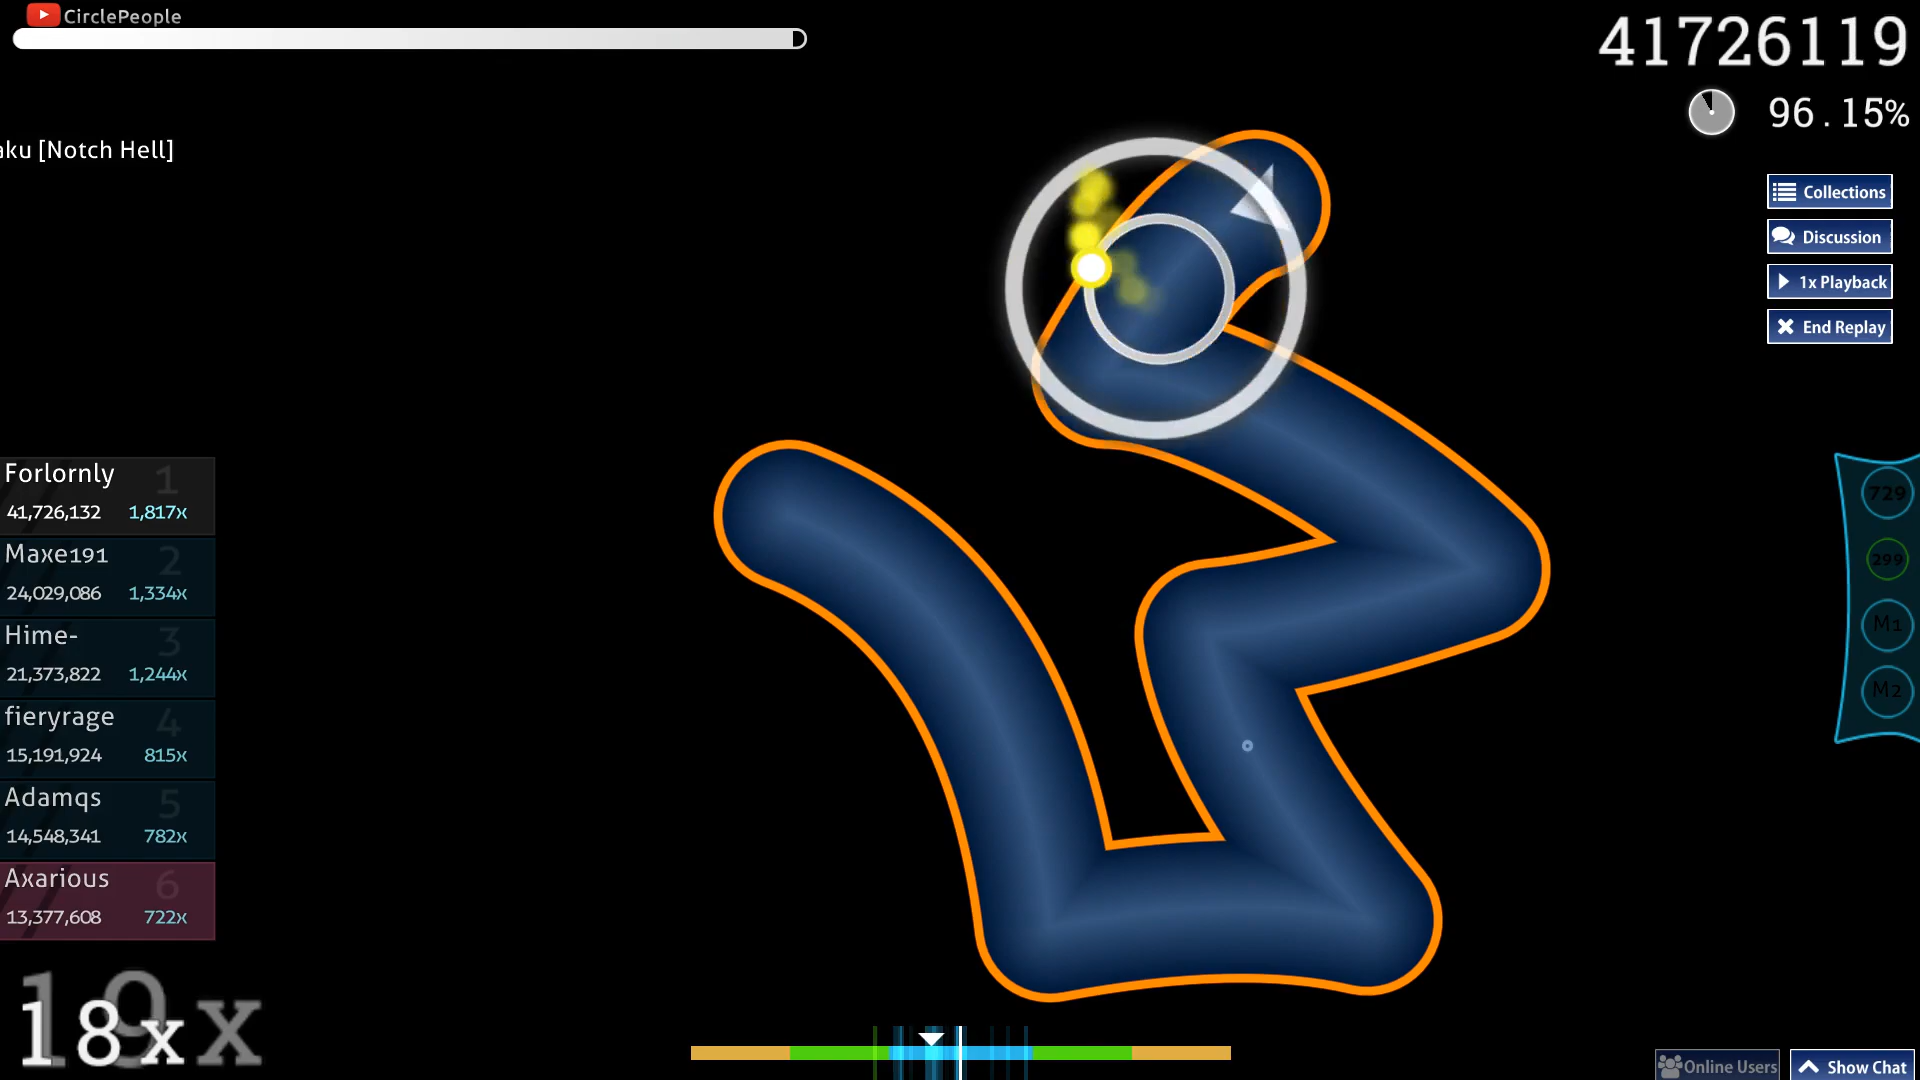 CirclePeople
41726119
96.15%
aku [Notch Hell]
Collections
Discussion
1x Playback
End Replay
Forlornly 1
41,726,132 1,817x
Maxe191 2
24,029,086 1,334x
Hime- 3
21,373,822 1,244x
fieryrage 4
15,191,924 815x
Adamqs 5
14,548,341 782x
Axarious 6
13,377,608 722x
729
299
M1
M2
18x
19x
Online Users
Show Chat